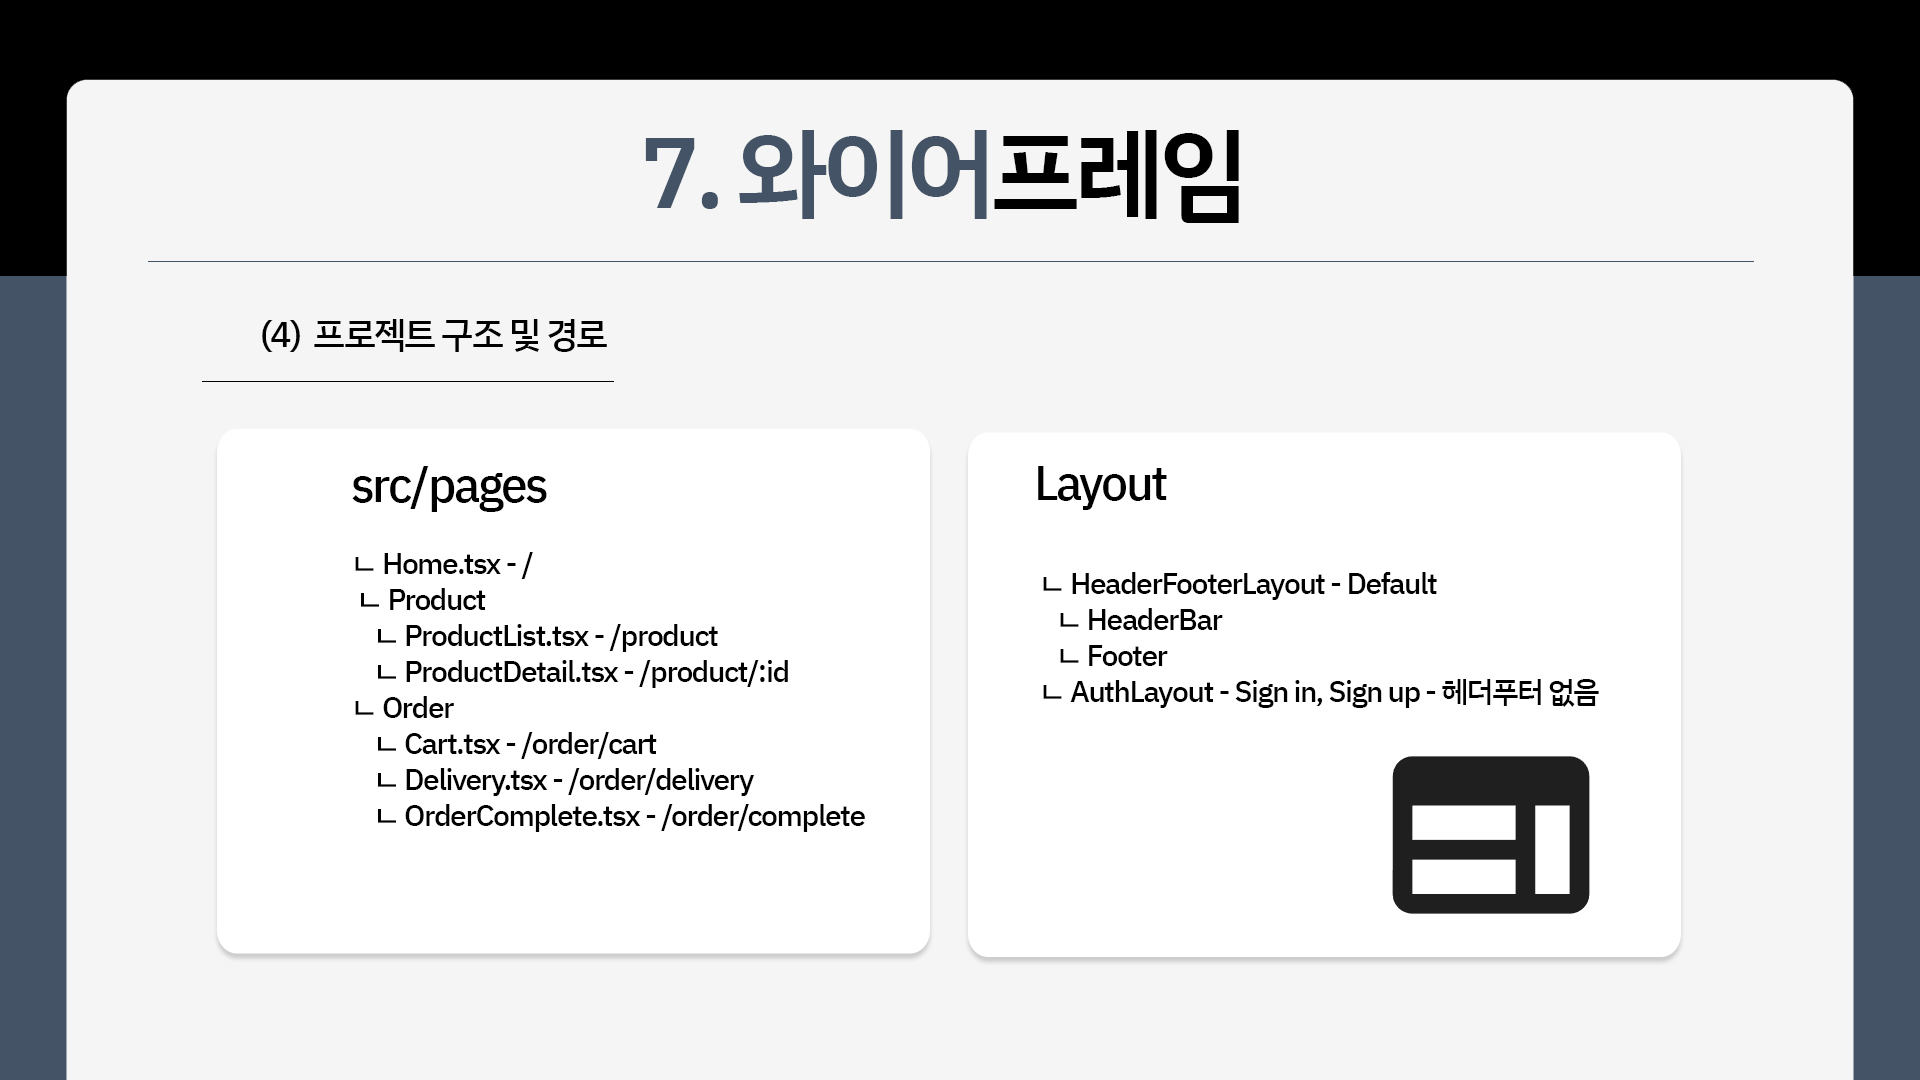 7. 와이어프레임
(4) 프로젝트 구조 및 경로
src/pages
ㄴ Home.tsx - /
ㄴ Product
ㄴ ProductList.tsx - /product
ㄴ ProductDetail.tsx - /product/:id
ㄴ Order
ㄴ Cart.tsx - /order/cart
ㄴ Delivery.tsx - /order/delivery
ㄴ OrderComplete.tsx - /order/complete
Layout
ㄴ HeaderFooterLayout - Default
ㄴ HeaderBar
ㄴ Footer
ㄴ AuthLayout - Sign in, Sign up - 헤더푸터 없음